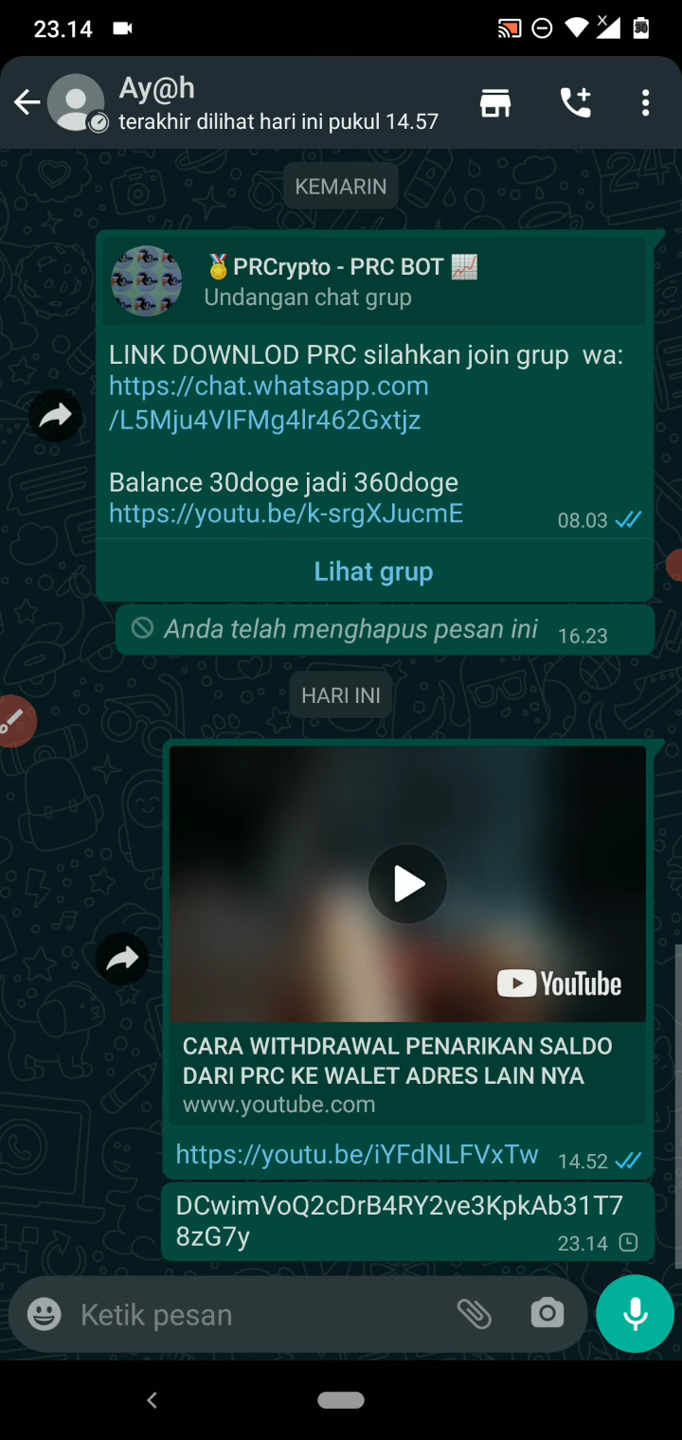 23.14
30
Ay@h
terakhir dilihat hari ini pukul 14.57
KEMARIN
🥇PRCrypto - PRC BOT 📈
Undangan chat grup
LINK DOWNLOD PRC silahkan join grup wa:
https://chat.whatsapp.com
/L5Mju4VIFMg4lr462Gxtjz
Balance 30doge jadi 360doge
https://youtu.be/k-srgXJucmE
08.03
Lihat grup
Anda telah menghapus pesan ini 16.23
HARI INI
YouTube
CARA WITHDRAWAL PENARIKAN SALDO
DARI PRC KE WALET ADRES LAIN NYA
www.youtube.com
https://youtu.be/iYFdNLFVxTw 14.52
DCwimVoQ2cDrB4RY2ve3KpkAb31T7
8zG7y
23.14
Ketik pesan